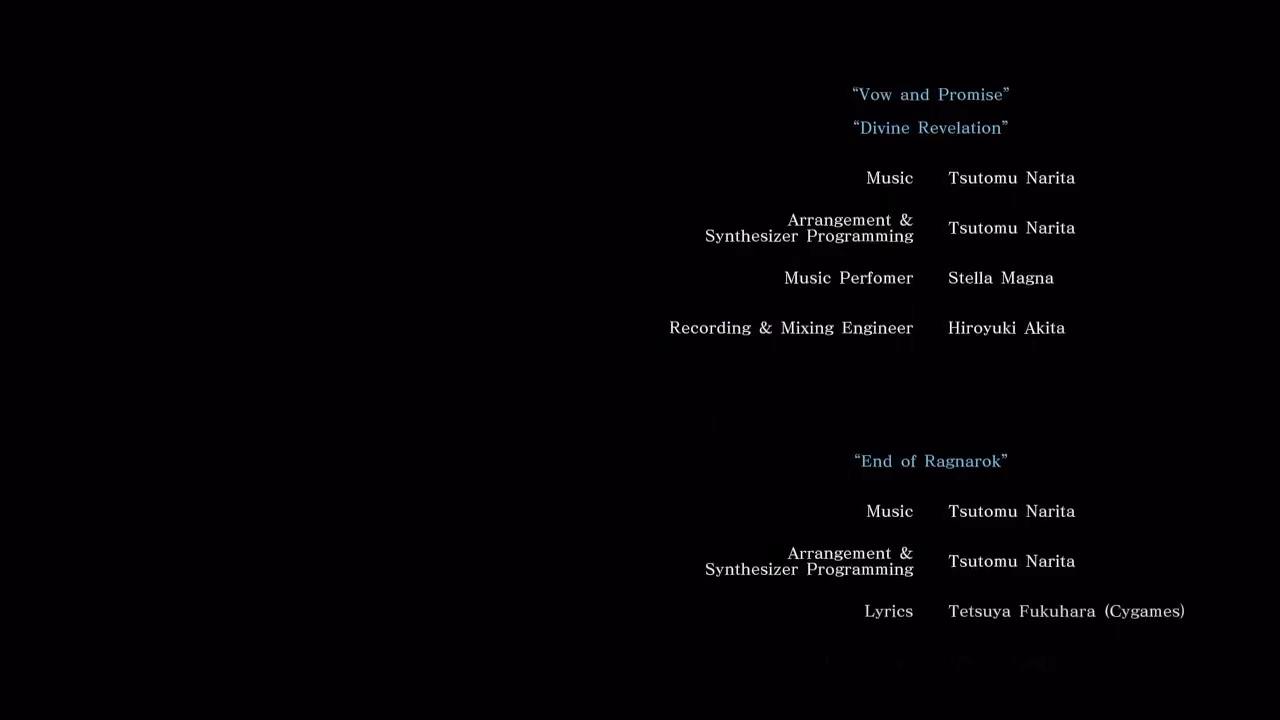 “Vow and Promise”
“Divine Revelation”
Music Tsutomu Narita
Arrangement &
Synthesizer Programming Tsutomu Narita
Music Perfomer Stella Magna
Recording & Mixing Engineer Hiroyuki Akita
“End of Ragnarok”
Music Tsutomu Narita
Arrangement &
Synthesizer Programming Tsutomu Narita
Lyrics Tetsuya Fukuhara (Cygames)